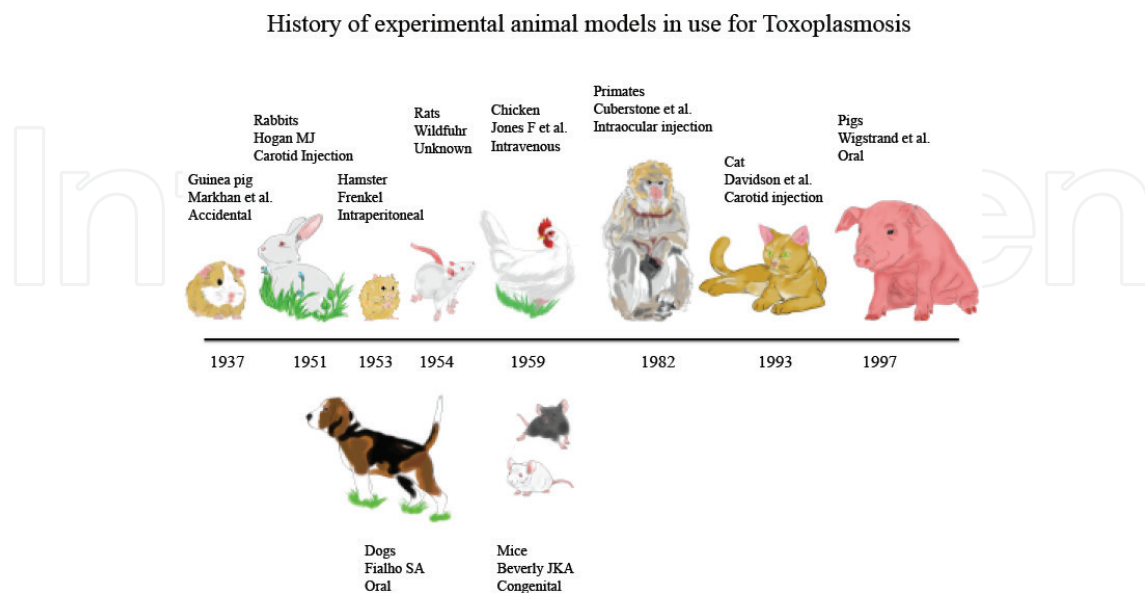 History of experimental animal models in use for Toxoplasmosis
Guinea pig
Markhan et al.
Accidental
Rabbits
Hogan MJ
Carotid Injection
Hamster
Frenkel
Intraperitoneal
Rats
Wildfuhr
Unknown
Chicken
Jones F et al.
Intravenous
Primates
Cuberstone et al.
Intraocular injection
Cat
Davidson et al.
Carotid injection
Pigs
Wigstrand et al.
Oral
1937
1951
1953
1954
1959
1982
1993
1997
Dogs
Fialho SA
Oral
Mice
Beverly JKA
Congenital